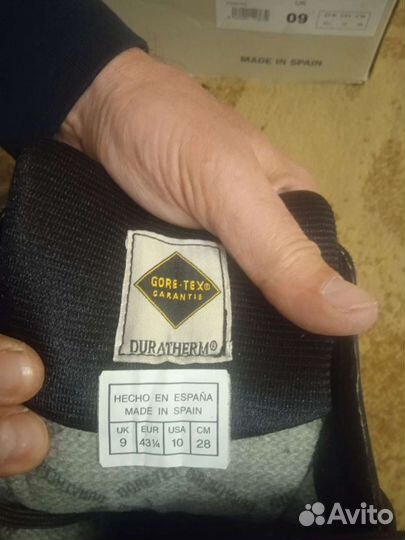 UK
09
MADE IN SPAIN
GORE-TEX®
GARANTIE
DURATHERM®
HECHO EN ESPAÑA
MADE IN SPAIN
UK EUR USA CM
9 43¼ 10 28
Avito